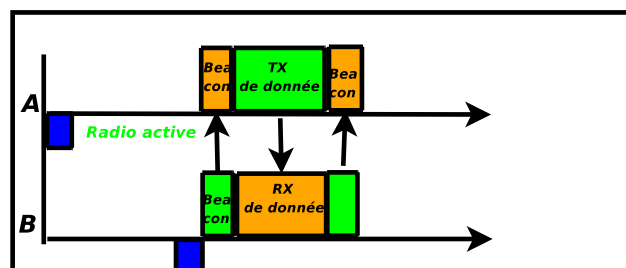 Bea
con
TX
de donnée
Bea
con
A
Radio active
Bea
con
RX
de donnée
B